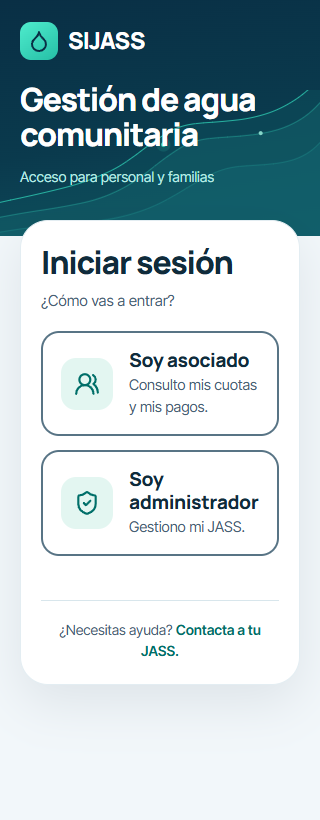 SIJASS
Gestión de agua
comunitaria
Acceso para personal y familias
Iniciar sesión
¿Cómo vas a entrar?
Soy asociado
Consulto mis cuotas
y mis pagos.
Soy
administrador
Gestiono mi JASS.
¿Necesitas ayuda? Contacta a tu
JASS.